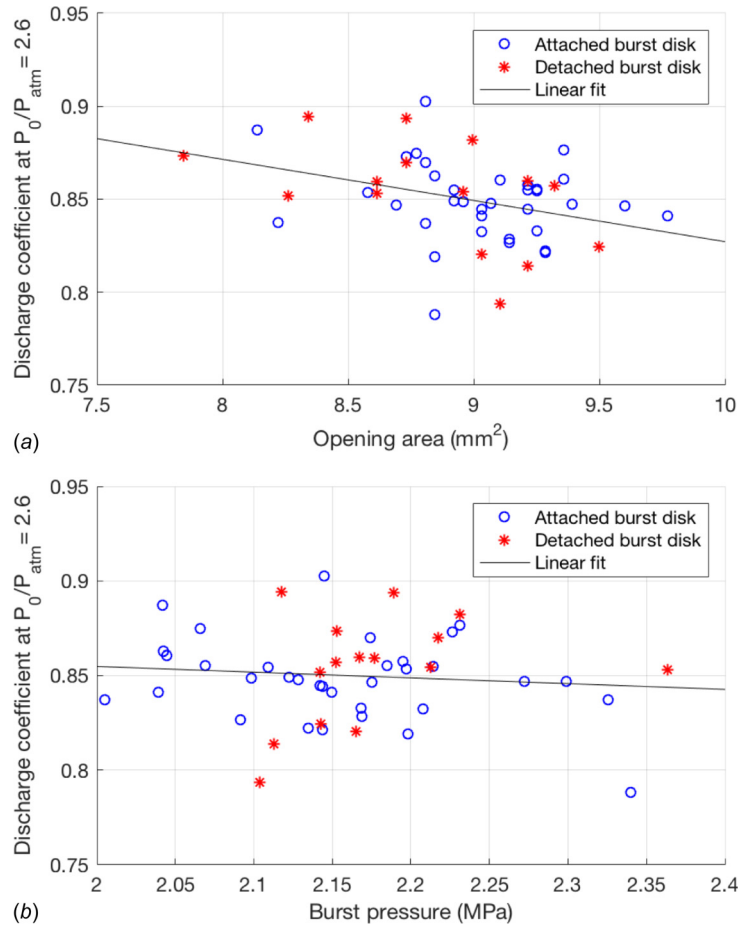 Discharge coefficient at P0/Patm = 2.6
0.95
0.9
0.85
0.8
0.75
Attached burst disk
Detached burst disk
Linear fit
7.5 8 8.5 9 9.5 10
(a)
Opening area (mm2)
Discharge coefficient at P0/Patm = 2.6
0.95
0.9
0.85
0.8
0.75
Attached burst disk
Detached burst disk
Linear fit
2 2.05 2.1 2.15 2.2 2.25 2.3 2.35 2.4
(b)
Burst pressure (MPa)